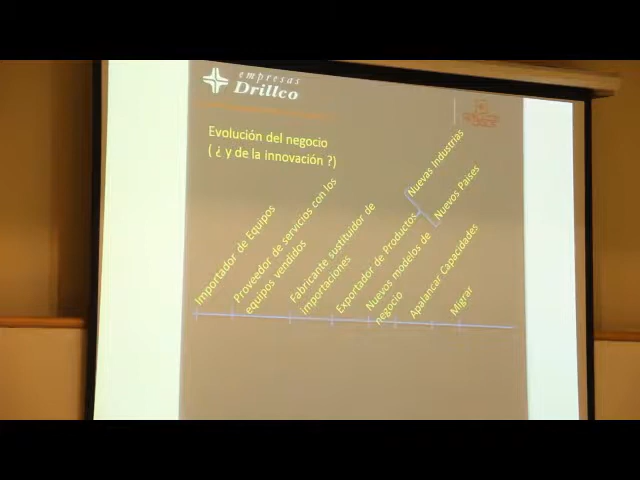 empresas
Drillco
Evolución del negocio
( ¿ y de la innovación ?)
Importador de Equipos
Proveedor de servicios con los
equipos vendidos
Fabricante sustituidor de
importaciones
Exportador de Productos
Nuevas Industrias
Nuevos Países
Nuevos modelos de
negocio
Apalancar Capacidades
Migrar